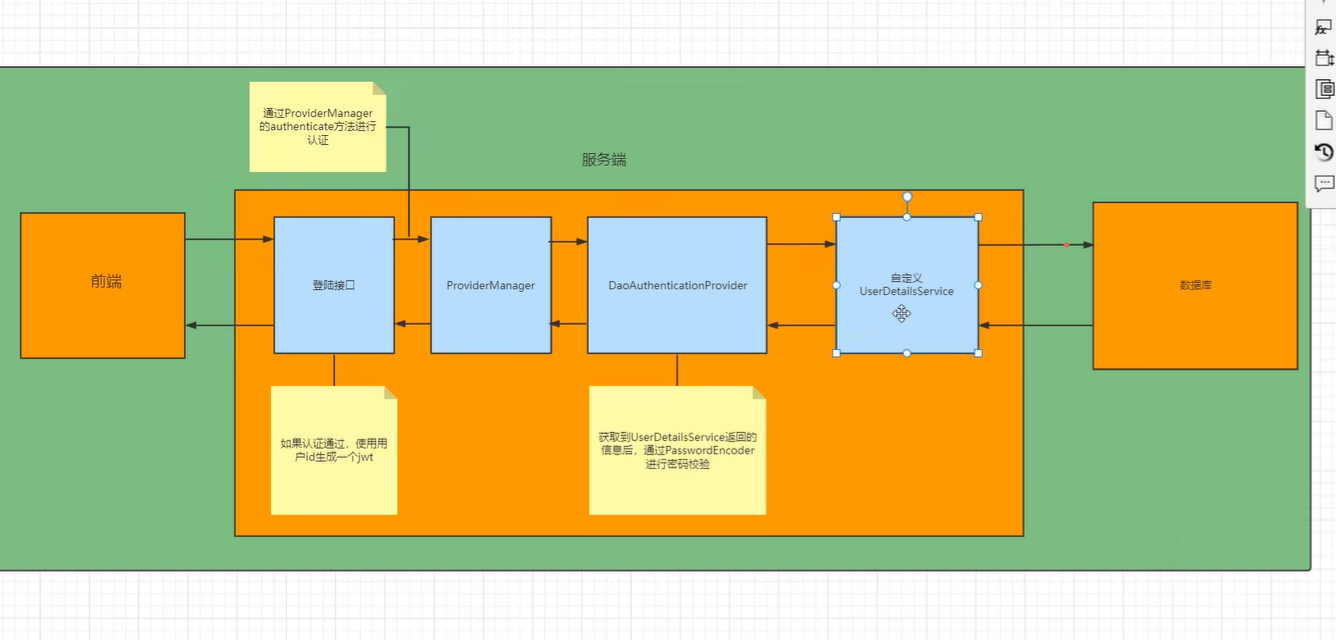 通过ProviderManager
的authenticate方法进行
认证
服务端
前端
登陆接口
ProviderManager
DaoAuthenticationProvider
自定义
UserDetailsService
数据库
如果认证通过，使用用
户id生成一个jwt
获取到UserDetailsService返回的
信息后，通过PasswordEncoder
进行密码校验